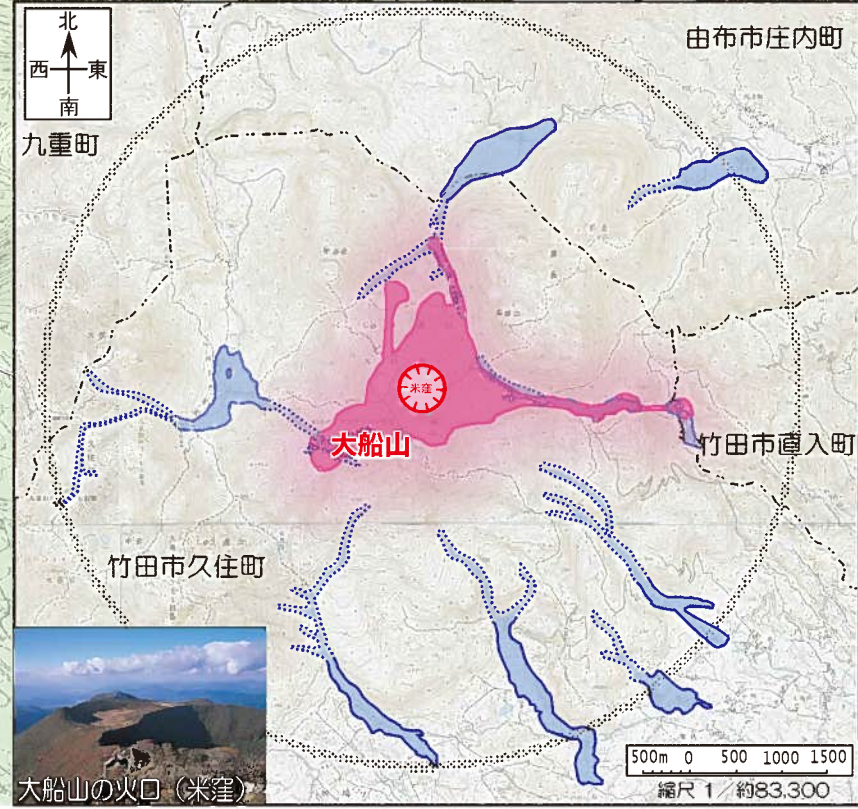 北
西 東
南
由布市庄内町
九重町
米窪
大船山
竹田市直入町
竹田市久住町
大船山の火口（米窪）
500m 0 500 1000 1500
縮尺 1／約83,300